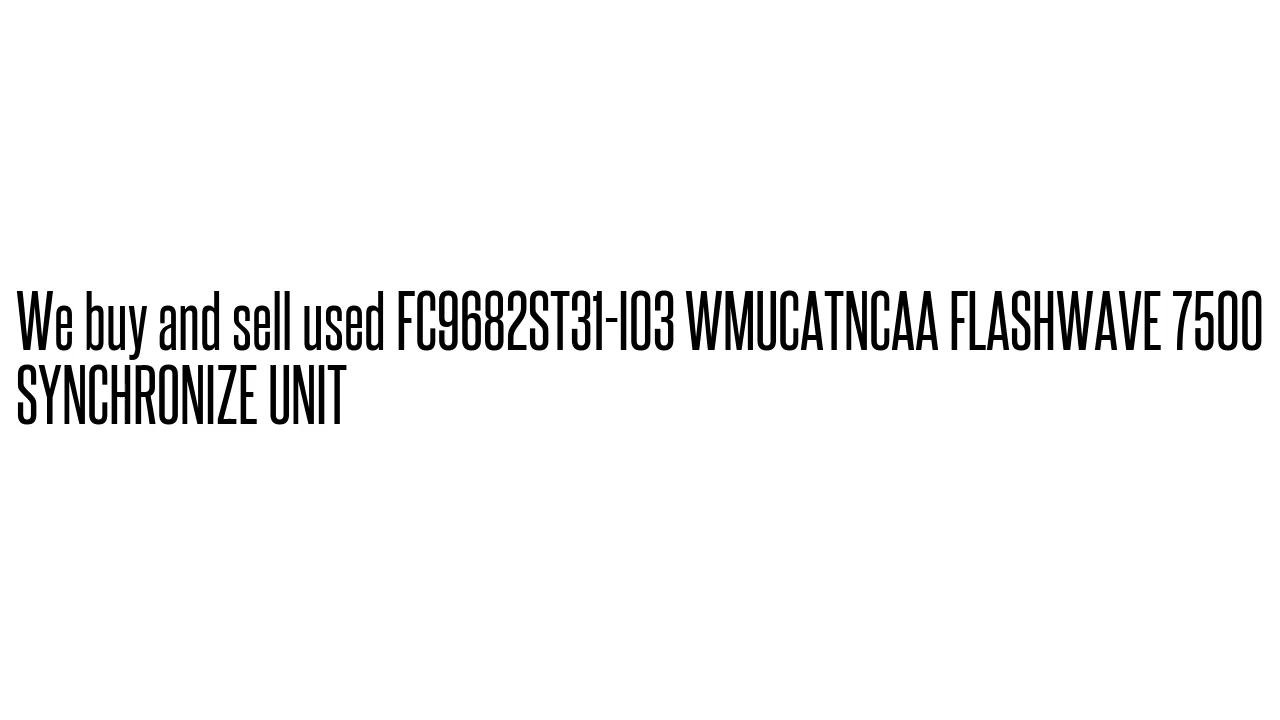 We buy and sell used FC9682ST31-I03 WMUCATNCAA FLASHWAVE 7500
SYNCHRONIZE UNIT